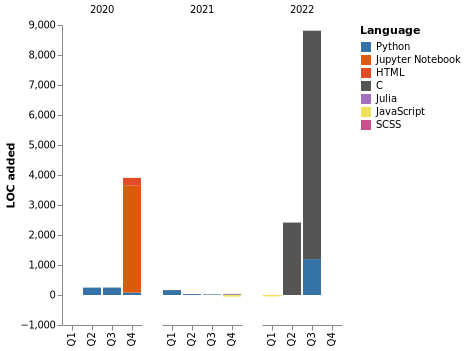 2020 2021 2022
Language
Python
Jupyter Notebook
HTML
C
Julia
JavaScript
SCSS
LOC added
9,000
8,000
7,000
6,000
5,000
4,000
3,000
2,000
1,000
0
−1,000
Q1 Q2 Q3 Q4 Q1 Q2 Q3 Q4 Q1 Q2 Q3 Q4